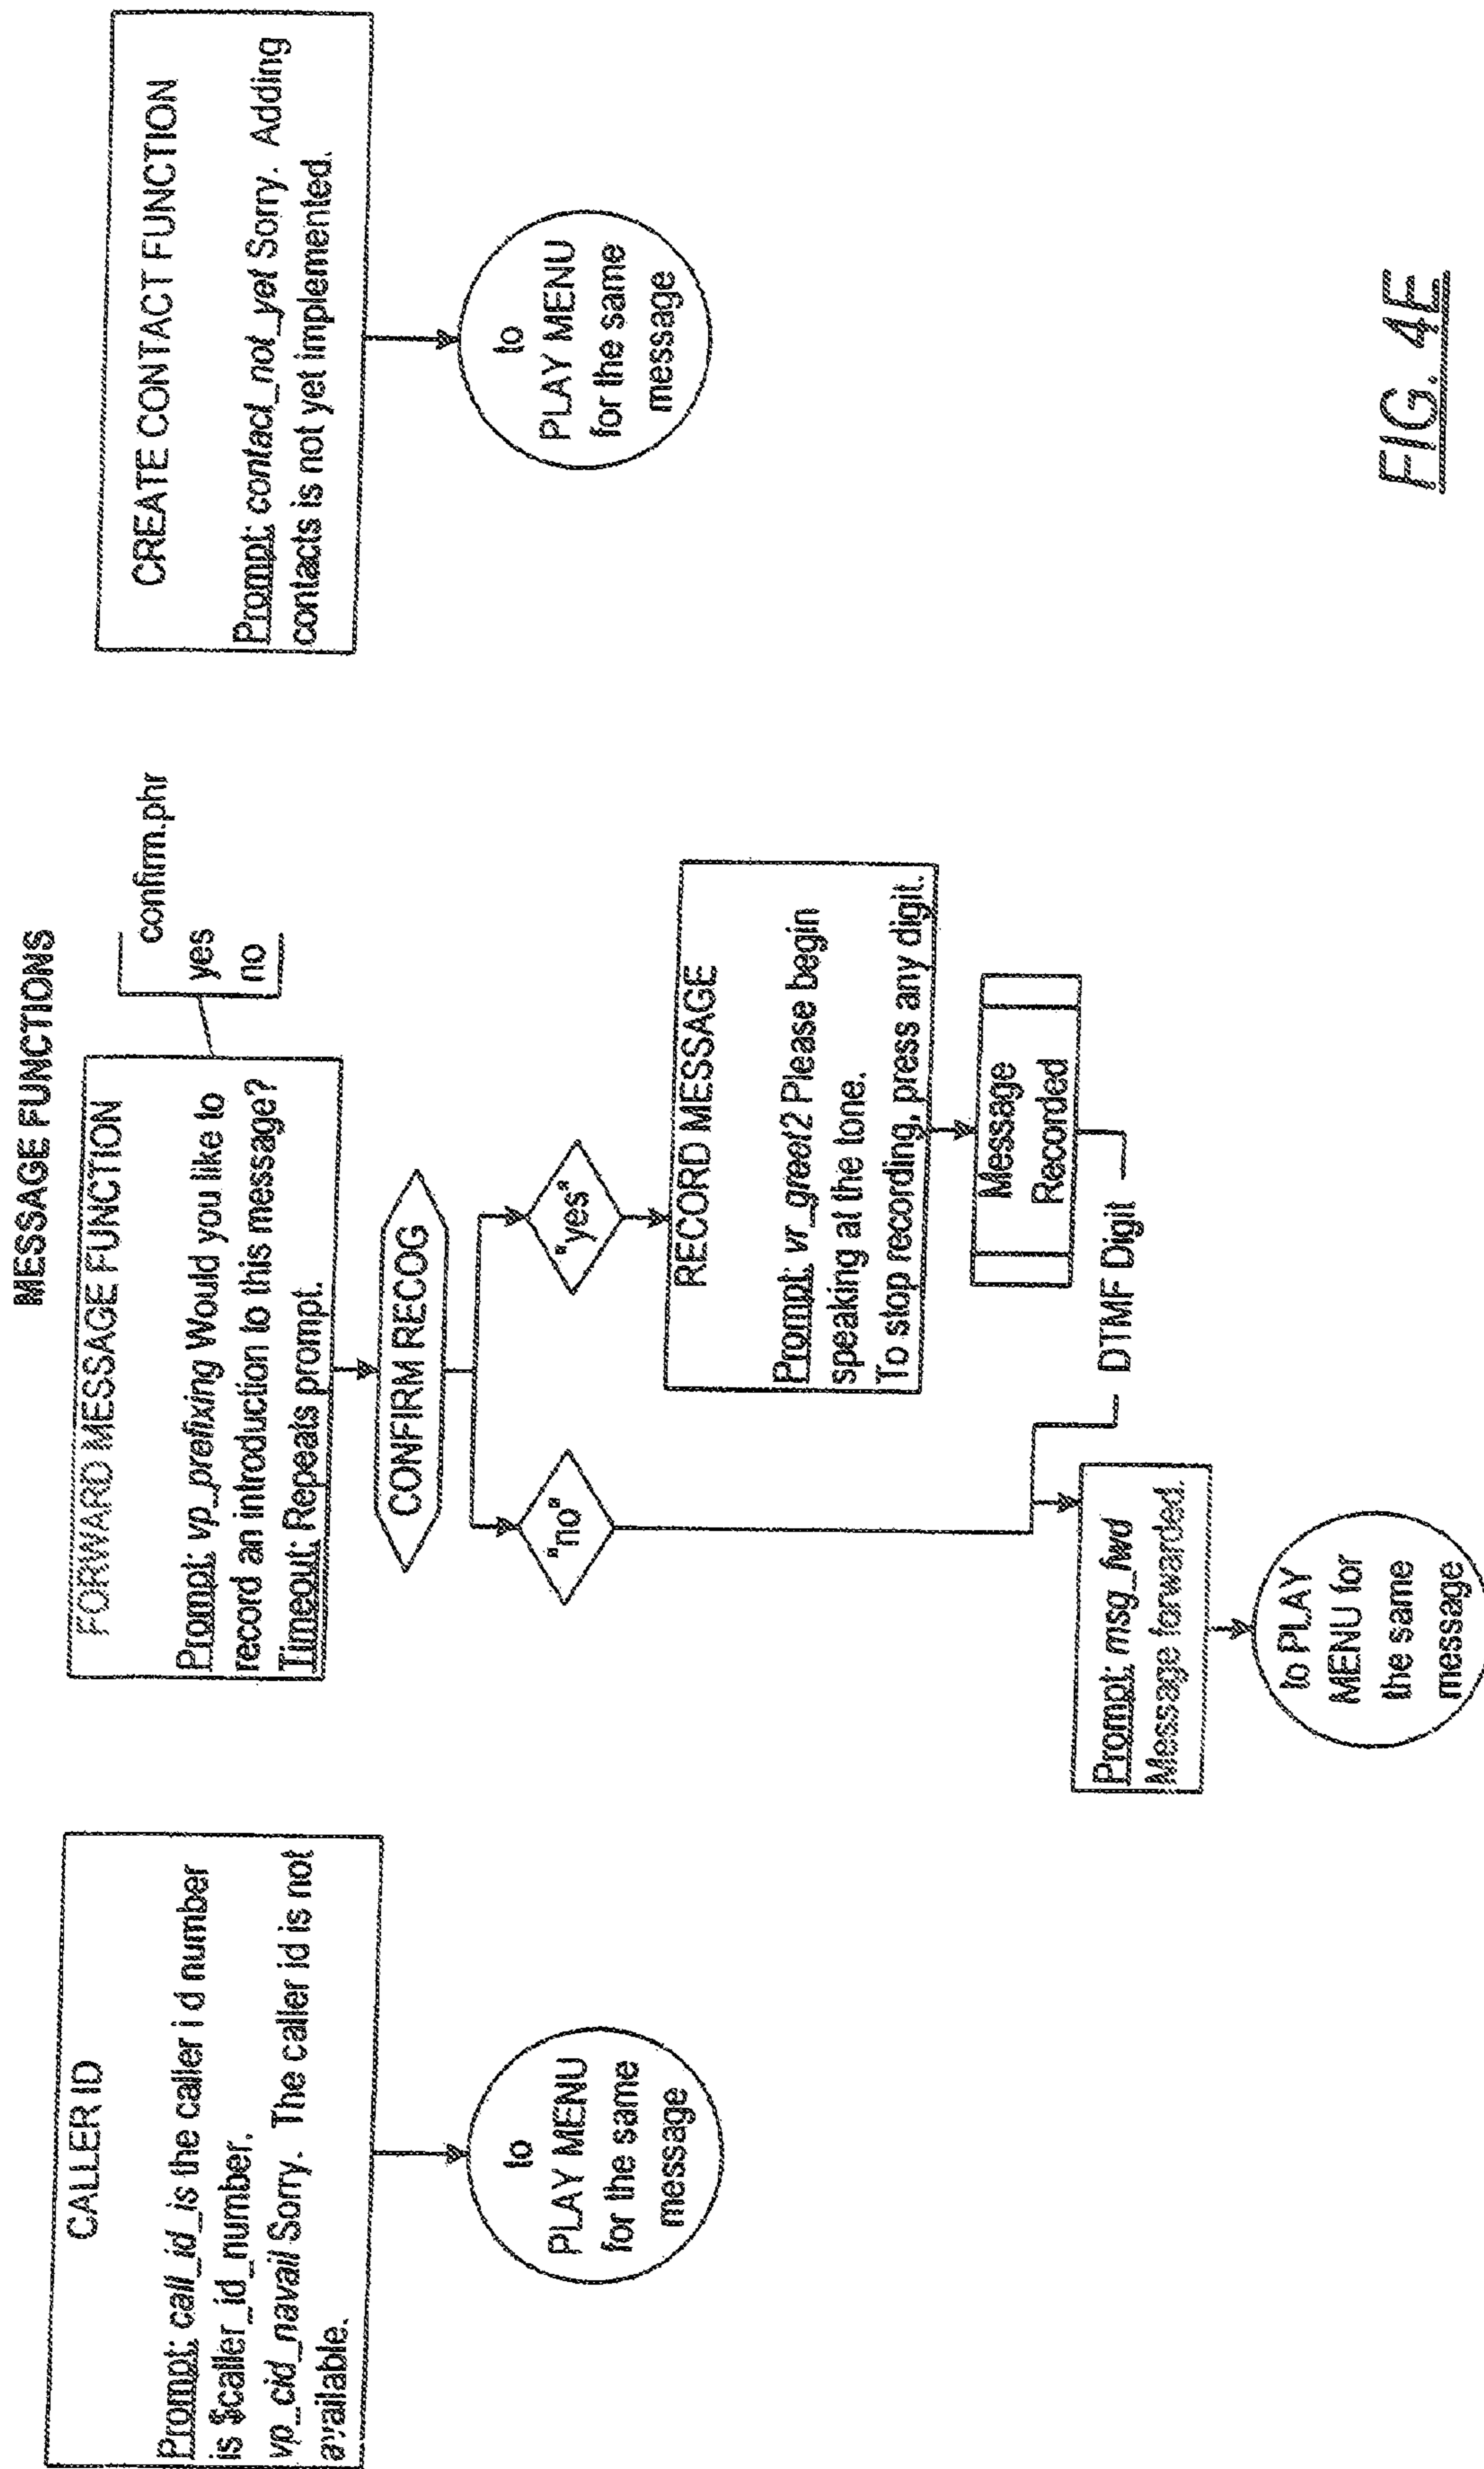 MESSAGE FUNCTIONS
CALLER ID
Prompt: call_id_is the caller i d number
is $caller_id_number.
vp_cid_navail Sorry. The caller id is not
available.
to
PLAY MENU
for the same
message
FORWARD MESSAGE FUNCTION
Prompt: vp_prefixing Would you like to
record an introduction to this message?
Timeout: Repeats prompt.
confirm.phr
yes
no
CONFIRM RECOG
"no"
"yes"
RECORD MESSAGE
Prompt: vr_greet2 Please begin
speaking at the tone.
To stop recording, press any digit.
Message
Recorded
DTMF Digit
Prompt: msg_fwd
Message forwarded.
to PLAY
MENU for
the same
message
CREATE CONTACT FUNCTION
Prompt: contact_not_yet Sorry. Adding
contacts is not yet implemented.
to
PLAY MENU
for the same
message
FIG. 4E